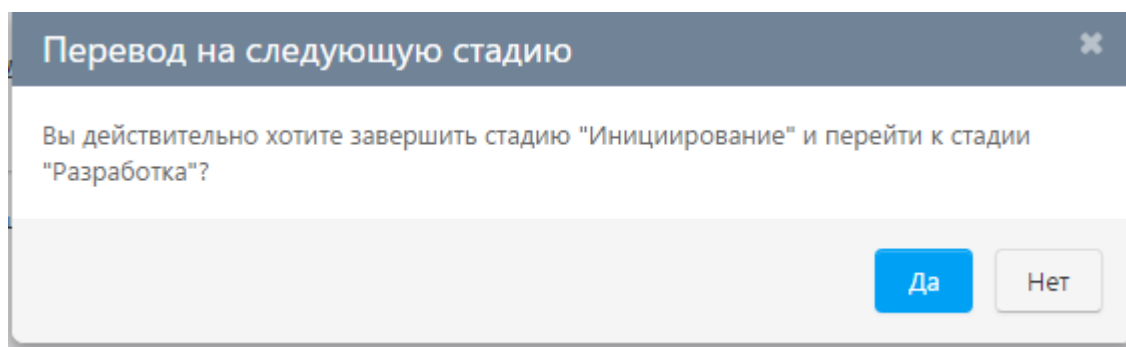 Перевод на следующую стадию
Вы действительно хотите завершить стадию "Инициирование" и перейти к стадии
"Разработка"?
Да
Нет